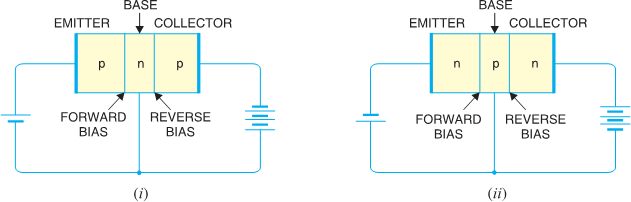 BASE
EMITTER COLLECTOR
p n p
FORWARD BIAS
REVERSE BIAS
(i)
BASE
EMITTER COLLECTOR
n p n
FORWARD BIAS
REVERSE BIAS
(ii)